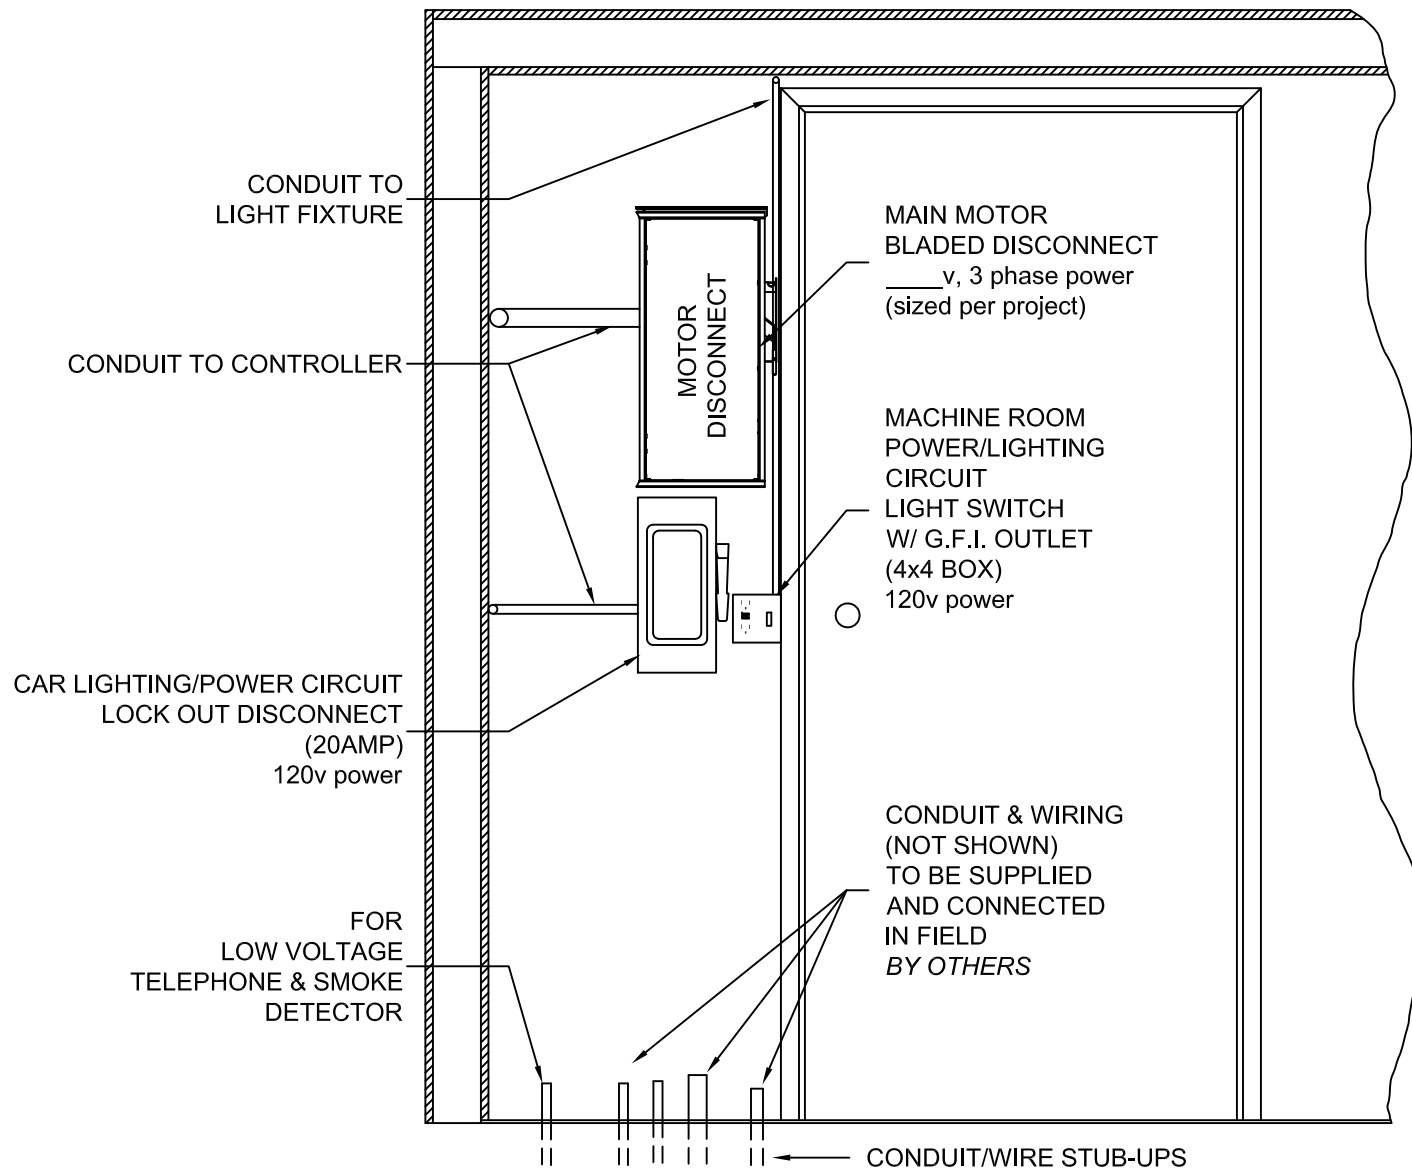 CONDUIT TO
LIGHT FIXTURE
MAIN MOTOR
BLADED DISCONNECT
____v, 3 phase power
(sized per project)
MOTOR
DISCONNECT
CONDUIT TO CONTROLLER
MACHINE ROOM
POWER/LIGHTING
CIRCUIT
LIGHT SWITCH
W/ G.F.I. OUTLET
(4x4 BOX)
120v power
CAR LIGHTING/POWER CIRCUIT
LOCK OUT DISCONNECT
(20AMP)
120v power
CONDUIT & WIRING
(NOT SHOWN)
TO BE SUPPLIED
AND CONNECTED
IN FIELD
BY OTHERS
FOR
LOW VOLTAGE
TELEPHONE & SMOKE
DETECTOR
CONDUIT/WIRE STUB-UPS